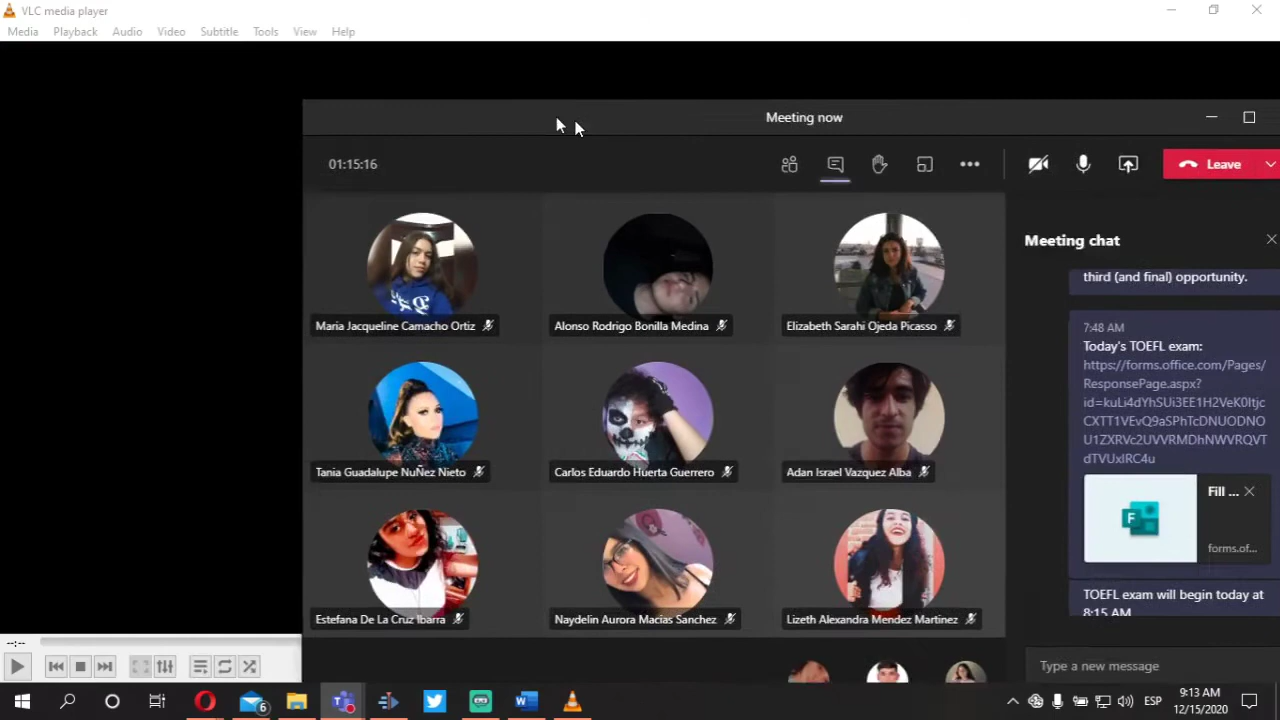 VLC media player
Media Playback Audio Video Subtitle Tools View Help
Meeting now
01:15:16
Leave
Meeting chat
third (and final) opportunity.
7:48 AM
Today's TOEFL exam:
https://forms.office.com/Pages/
ResponsePage.aspx?
id=kuLi4dYhSUi3EE1H2VeK0Itjc
CXTT1VEvQ9aSPhTcDNUODNO
U1ZXRVc2UVVRMDhNWVRQVT
dTVUxIRC4u
Fill ...
forms.of...
TOEFL exam will begin today at
8:15 AM
Type a new message
Maria Jacqueline Camacho Ortiz
Alonso Rodrigo Bonilla Medina
Elizabeth Sarahi Ojeda Picasso
Tania Guadalupe NuÑez Nieto
Carlos Eduardo Huerta Guerrero
Adan Israel Vazquez Alba
Estefana De La Cruz Ibarra
Naydelin Aurora Macias Sanchez
Lizeth Alexandra Mendez Martinez
--:--
6
ESP
9:13 AM
12/15/2020